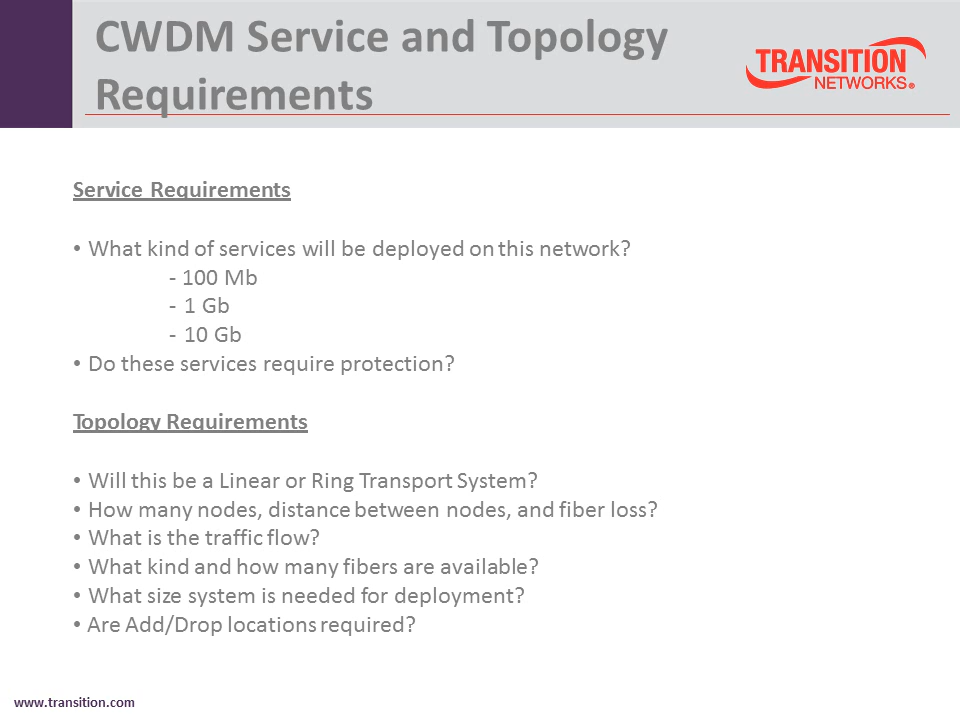 CWDM Service and Topology
Requirements
TRANSITION
NETWORKS®
Service Requirements
• What kind of services will be deployed on this network?
- 100 Mb
- 1 Gb
- 10 Gb
• Do these services require protection?
Topology Requirements
• Will this be a Linear or Ring Transport System?
• How many nodes, distance between nodes, and fiber loss?
• What is the traffic flow?
• What kind and how many fibers are available?
• What size system is needed for deployment?
• Are Add/Drop locations required?
www.transition.com